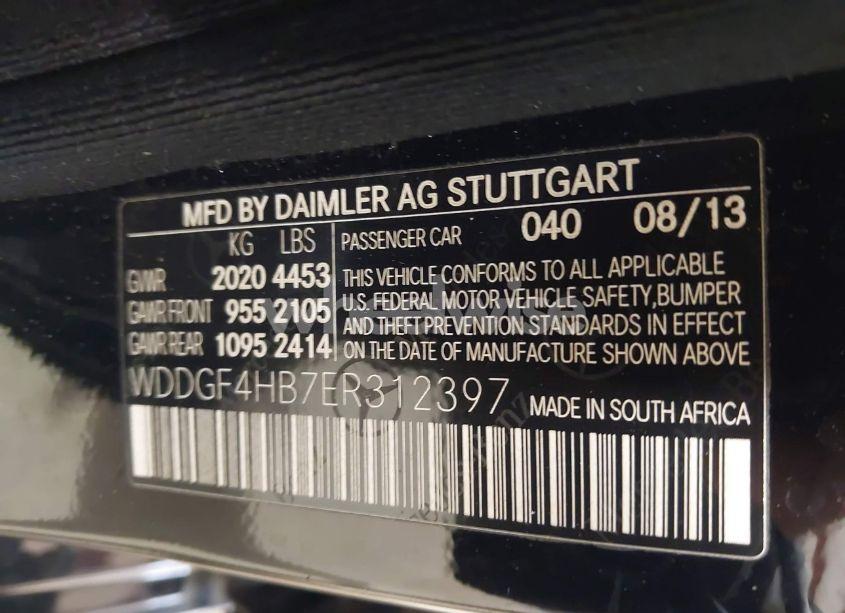 MFD BY DAIMLER AG STUTTGART
KG LBS PASSENGER CAR 040 08/13
GVWR 2020 4453 THIS VEHICLE CONFORMS TO ALL APPLICABLE
GAWR FRONT 955 2105 U.S. FEDERAL MOTOR VEHICLE SAFETY, BUMPER
GAWR REAR 1095 2414 AND THEFT PREVENTION STANDARDS IN EFFECT
ON THE DATE OF MANUFACTURE SHOWN ABOVE
WDDGF4HB7ER312397 MADE IN SOUTH AFRICA